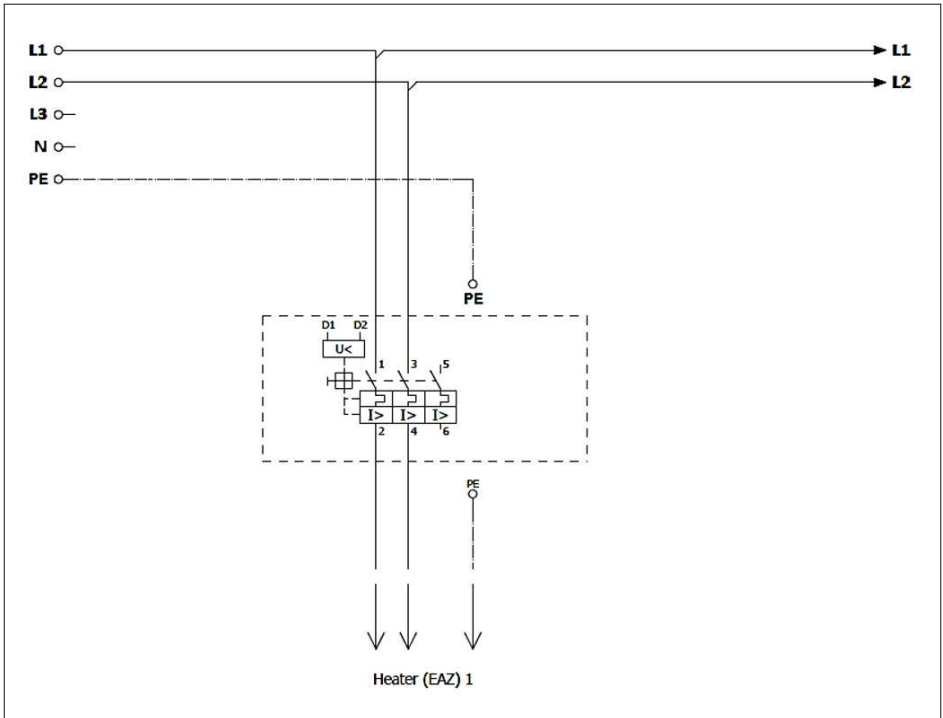 L1 L1
L2 L2
L3
N
PE
PE
D1 D2
U<
1 3 5
I> I> I>
2 4 6
PE
Heater (EAZ) 1